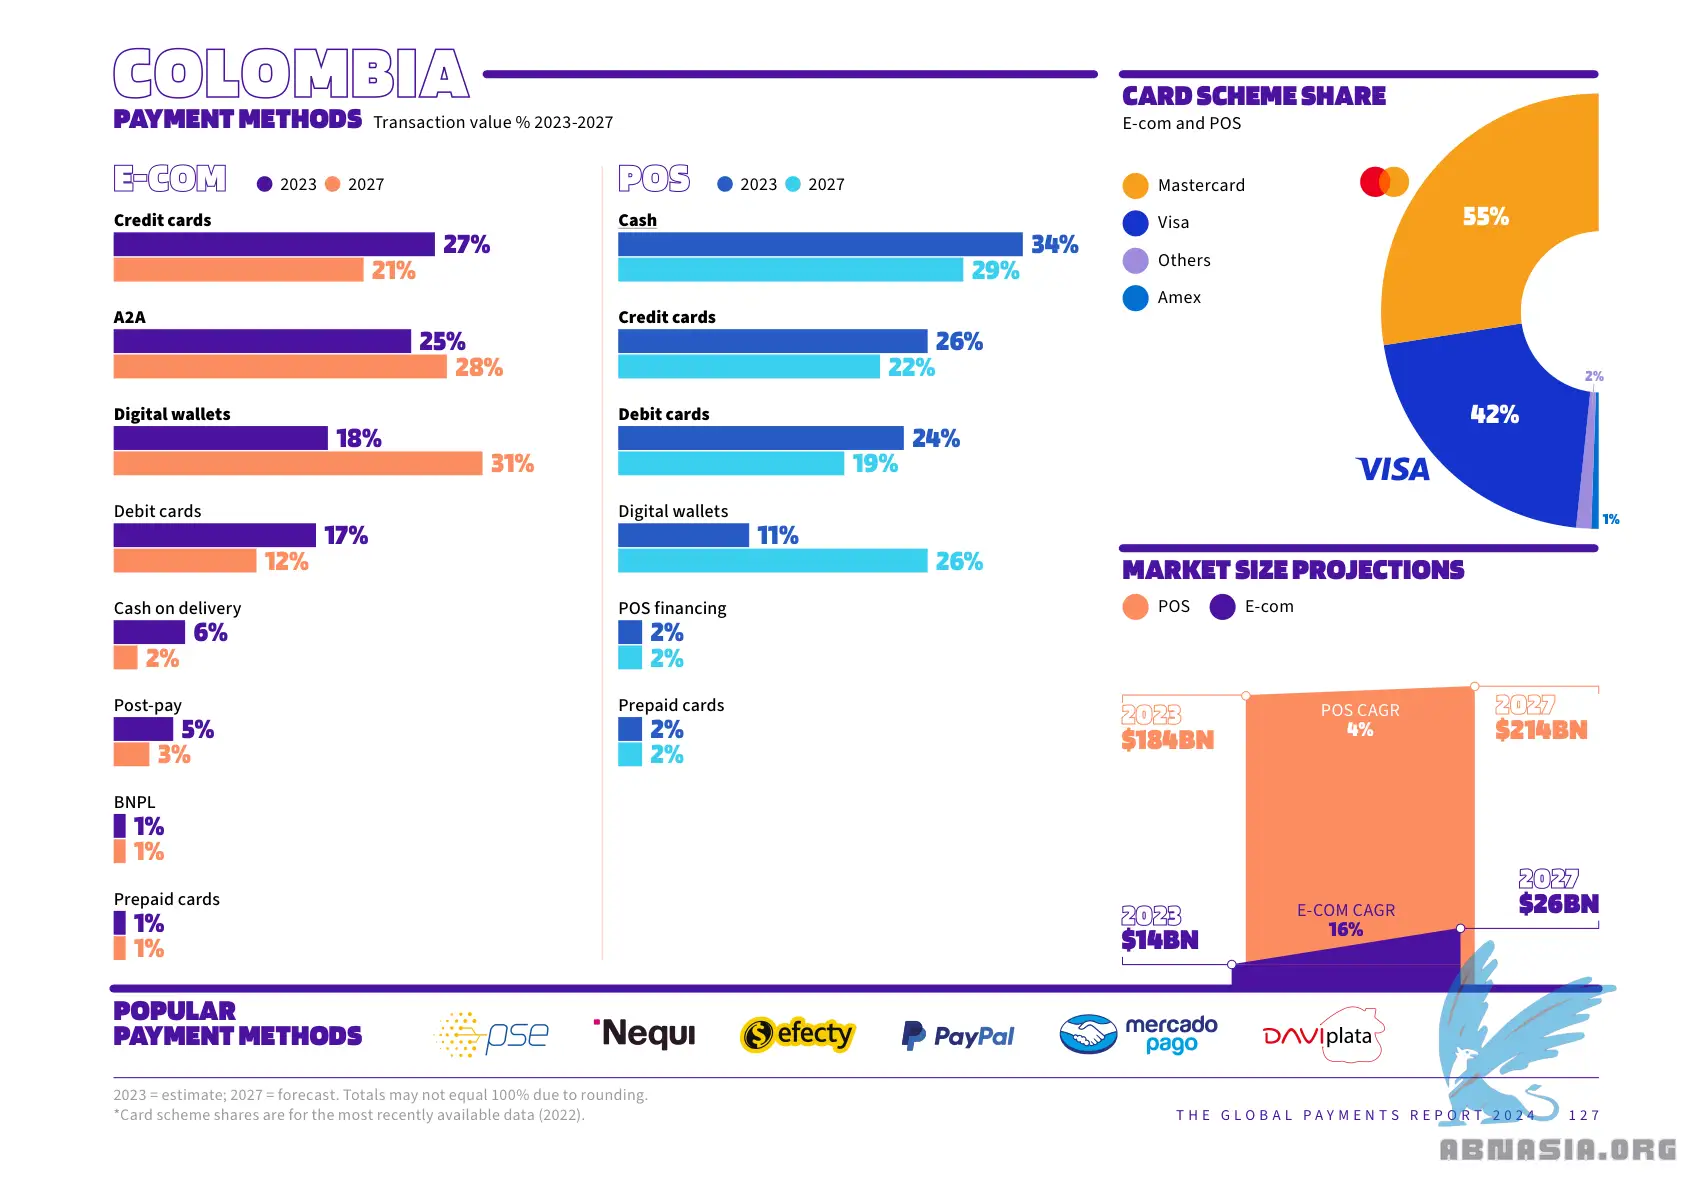 COLOMBIA
PAYMENT METHODS Transaction value % 2023-2027
E-COM 2023 2027
Credit cards
27%
21%
A2A
25%
28%
Digital wallets
18%
31%
Debit cards
17%
12%
Cash on delivery
6%
2%
Post-pay
5%
3%
BNPL
1%
1%
Prepaid cards
1%
1%
POS 2023 2027
Cash
34%
29%
Credit cards
26%
22%
Debit cards
24%
19%
Digital wallets
11%
26%
POS financing
2%
2%
Prepaid cards
2%
2%
CARD SCHEME SHARE
E-com and POS
Mastercard
Visa
Others
Amex
55%
42%
2%
1%
VISA
MARKET SIZE PROJECTIONS
POS E-com
2023
$184BN
POS CAGR
4%
2027
$214BN
2023
$14BN
E-COM CAGR
16%
2027
$26BN
POPULAR
PAYMENT METHODS
pse
Nequi
$ efecty
PayPal
mercado
pago
DAVIplata
2023 = estimate; 2027 = forecast. Totals may not equal 100% due to rounding.
*Card scheme shares are for the most recently available data (2022).
THE GLOBAL PAYMENTS REPORT 2024 127
ABNASIA.ORG